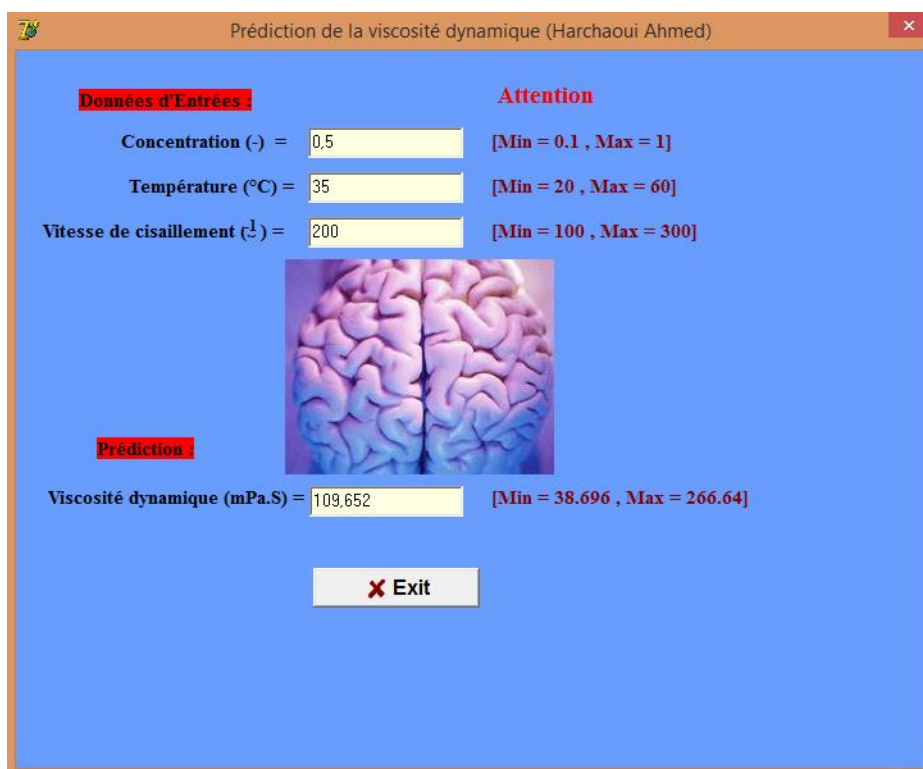 Prédiction de la viscosité dynamique (Harchaoui Ahmed)
Données d'Entrées :
Attention
Concentration (-) = 0,5 [Min = 0.1 , Max = 1]
Température (°C) = 35 [Min = 20 , Max = 60]
Vitesse de cisaillement ( ) = 200 [Min = 100 , Max = 300]
Prédiction :
Viscosité dynamique (mPa.S) = 109,652 [Min = 38.696 , Max = 266.64]
Exit